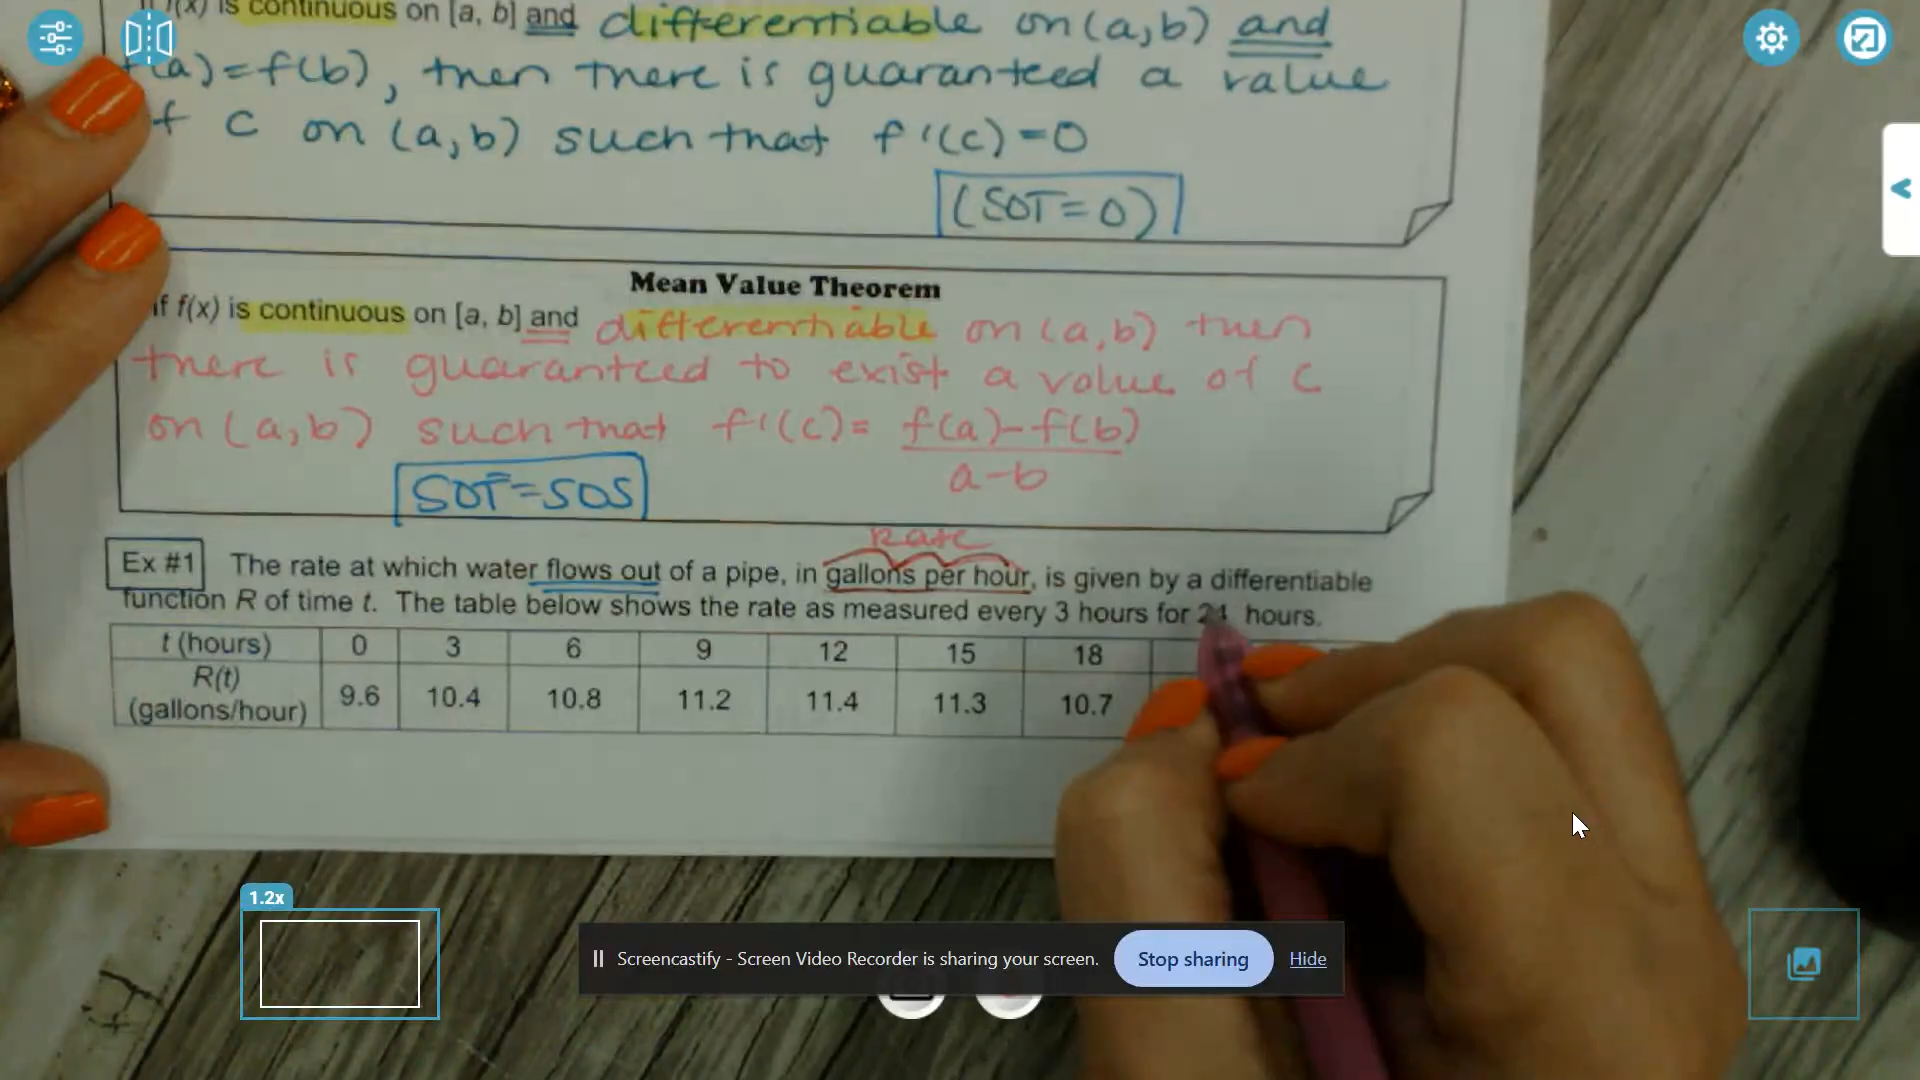 f(x) is continuous on [a, b] and differentiable on (a,b) and
f(a)=f(b), then there is guaranteed a value
of c on (a,b) such that f'(c)=0
(SOT=0)
Mean Value Theorem
If f(x) is continuous on [a, b] and differentiable on (a,b) then
there is guaranteed to exist a value of c
on (a,b) such that f'(c)= f(a)-f(b)
a-b
SOT=SOS
Rate
Ex #1 The rate at which water flows out of a pipe, in gallons per hour, is given by a differentiable
function R of time t. The table below shows the rate as measured every 3 hours for 24 hours.
t (hours) 0 3 6 9 12 15 18
R(t)
(gallons/hour) 9.6 10.4 10.8 11.2 11.4 11.3 10.7
1.2x
Screencastify - Screen Video Recorder is sharing your screen. Stop sharing Hide